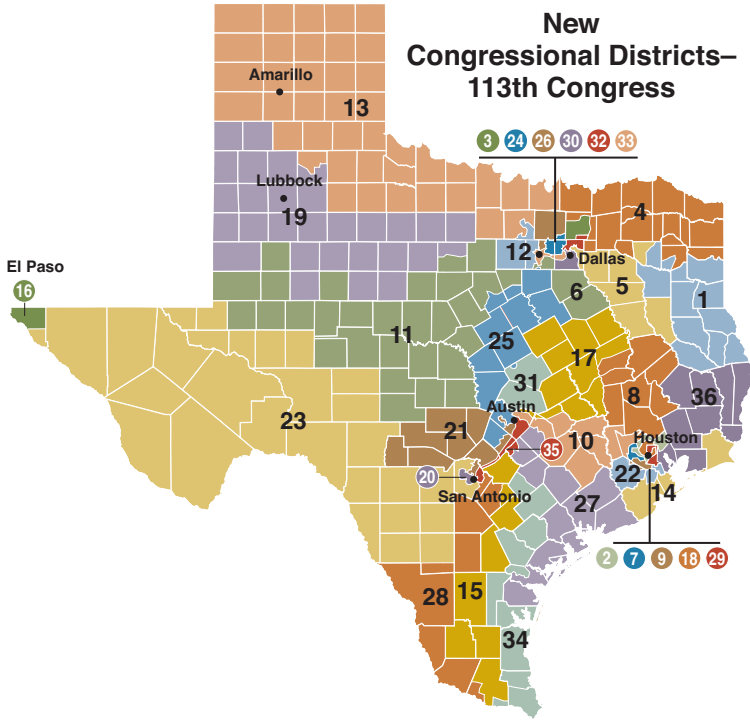 New
Congressional Districts–
113th Congress
Amarillo
13
3 24 26 30 32 33
Lubbock
19
4
12
Dallas
El Paso
16
6
5
1
11
25
17
31
8
36
Austin
23
21
10
Houston
35
20
22
San Antonio
14
27
2 7 9 18 29
28
15
34